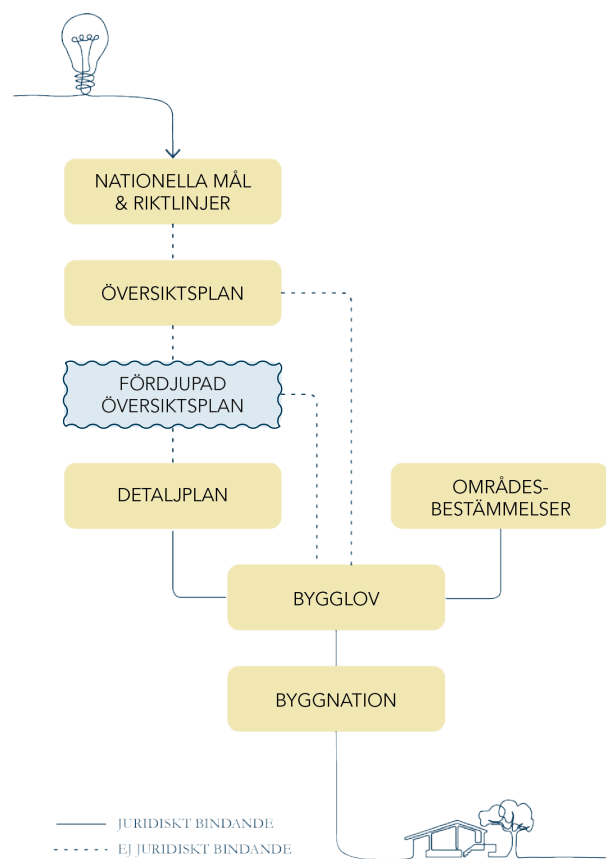 NATIONELLA MÅL
& RIKTLINJER
ÖVERSIKTSPLAN
FÖRDJUPAD
ÖVERSIKTSPLAN
DETALJPLAN
OMRÅDES-
BESTÄMMELSER
BYGGLOV
BYGGNATION
JURIDISKT BINDANDE
EJ JURIDISKT BINDANDE